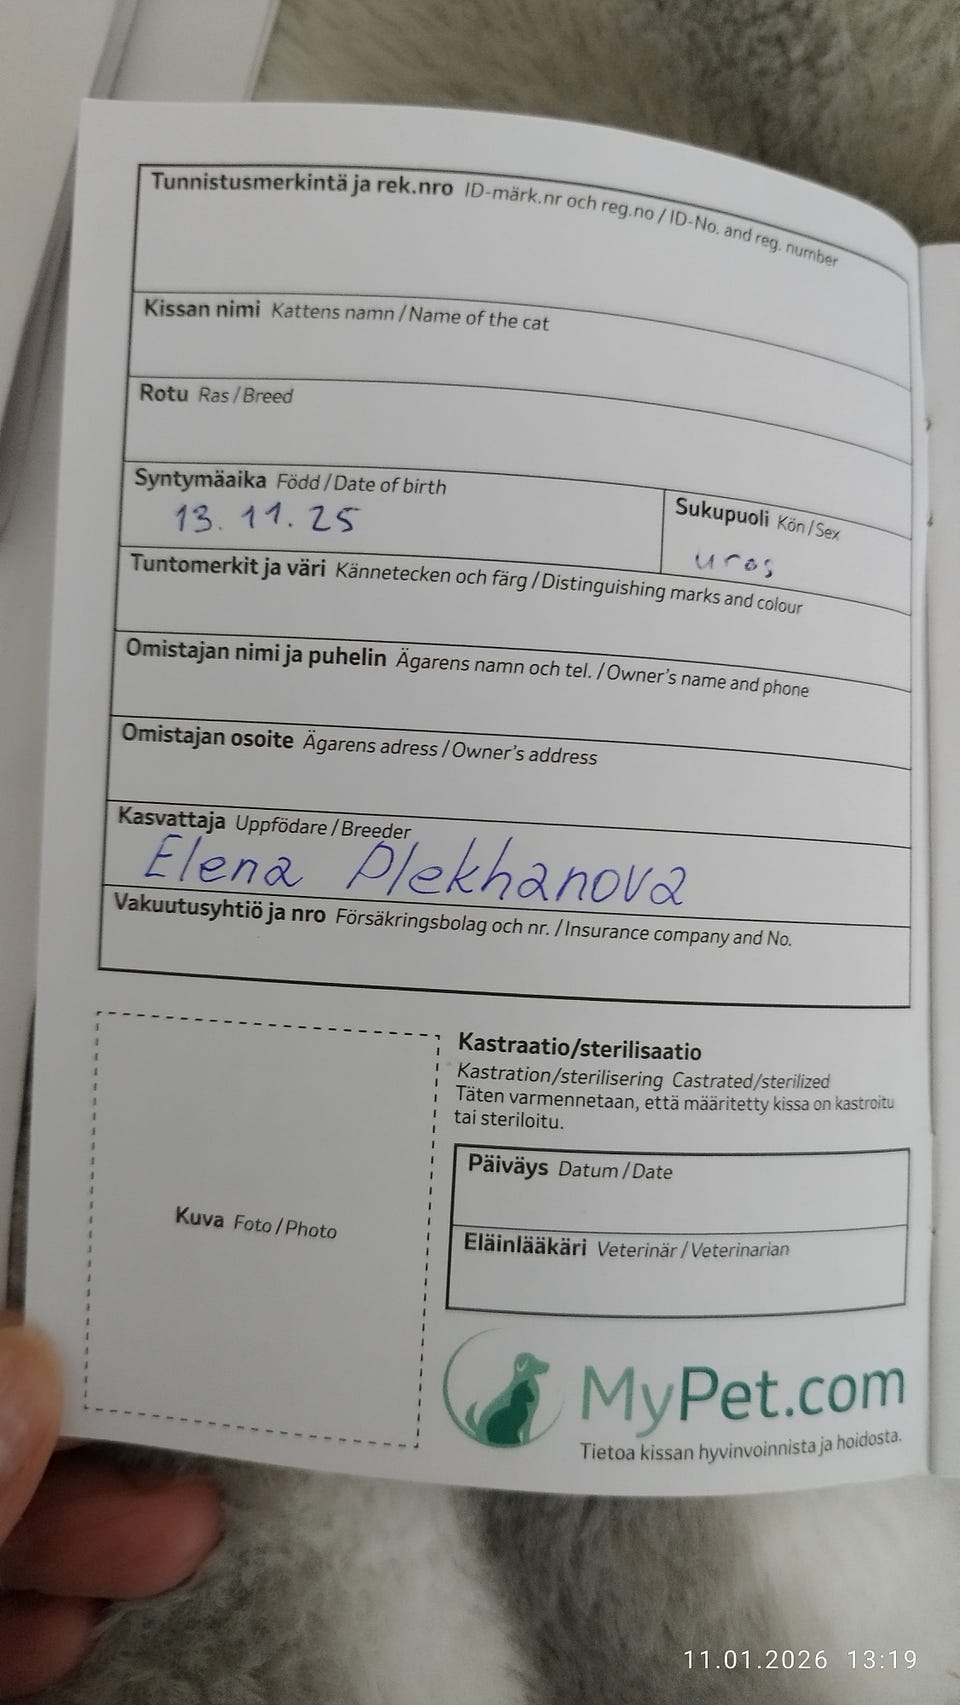 Tunnistusmerkintä ja rek.nro ID-märk.nr och reg.no / ID-No. and reg. number
Kissan nimi Kattens namn / Name of the cat
Rotu Ras / Breed
Syntymäaika Född / Date of birth
13.11.25
Sukupuoli Kön / Sex
uros
Tuntomerkit ja väri Kännetecken och färg / Distinguishing marks and colour
Omistajan nimi ja puhelin Ägarens namn och tel. / Owner's name and phone
Omistajan osoite Ägarens adress / Owner's address
Kasvattaja Uppfödare / Breeder
Elena Plekhanova
Vakuutusyhtiö ja nro Försäkringsbolag och nr. / Insurance company and No.
Kuva Foto / Photo
Kastraatio/sterilisaatio
Kastration/sterilisering Castrated/sterilized
Täten varmennetaan, että määritetty kissa on kastroitu
tai steriloitu.
Päiväys Datum / Date
Eläinlääkäri Veterinär / Veterinarian
MyPet.com
Tietoa kissan hyvinvoinnista ja hoidosta.
11.01.2026 13:19